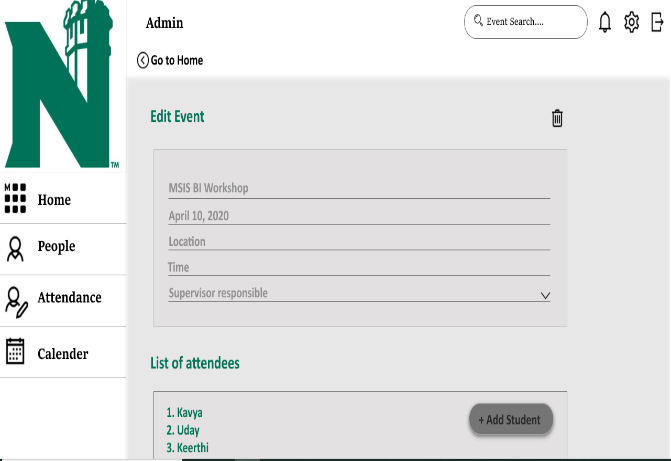 N
TM
Admin
Event Search....
Go to Home
Edit Event
M
Home
MSIS BI Workshop
April 10, 2020
People
Location
Time
Attendance
Supervisor responsible
Calender
List of attendees
1. Kavya
+ Add Student
2. Uday
3. Keerthi